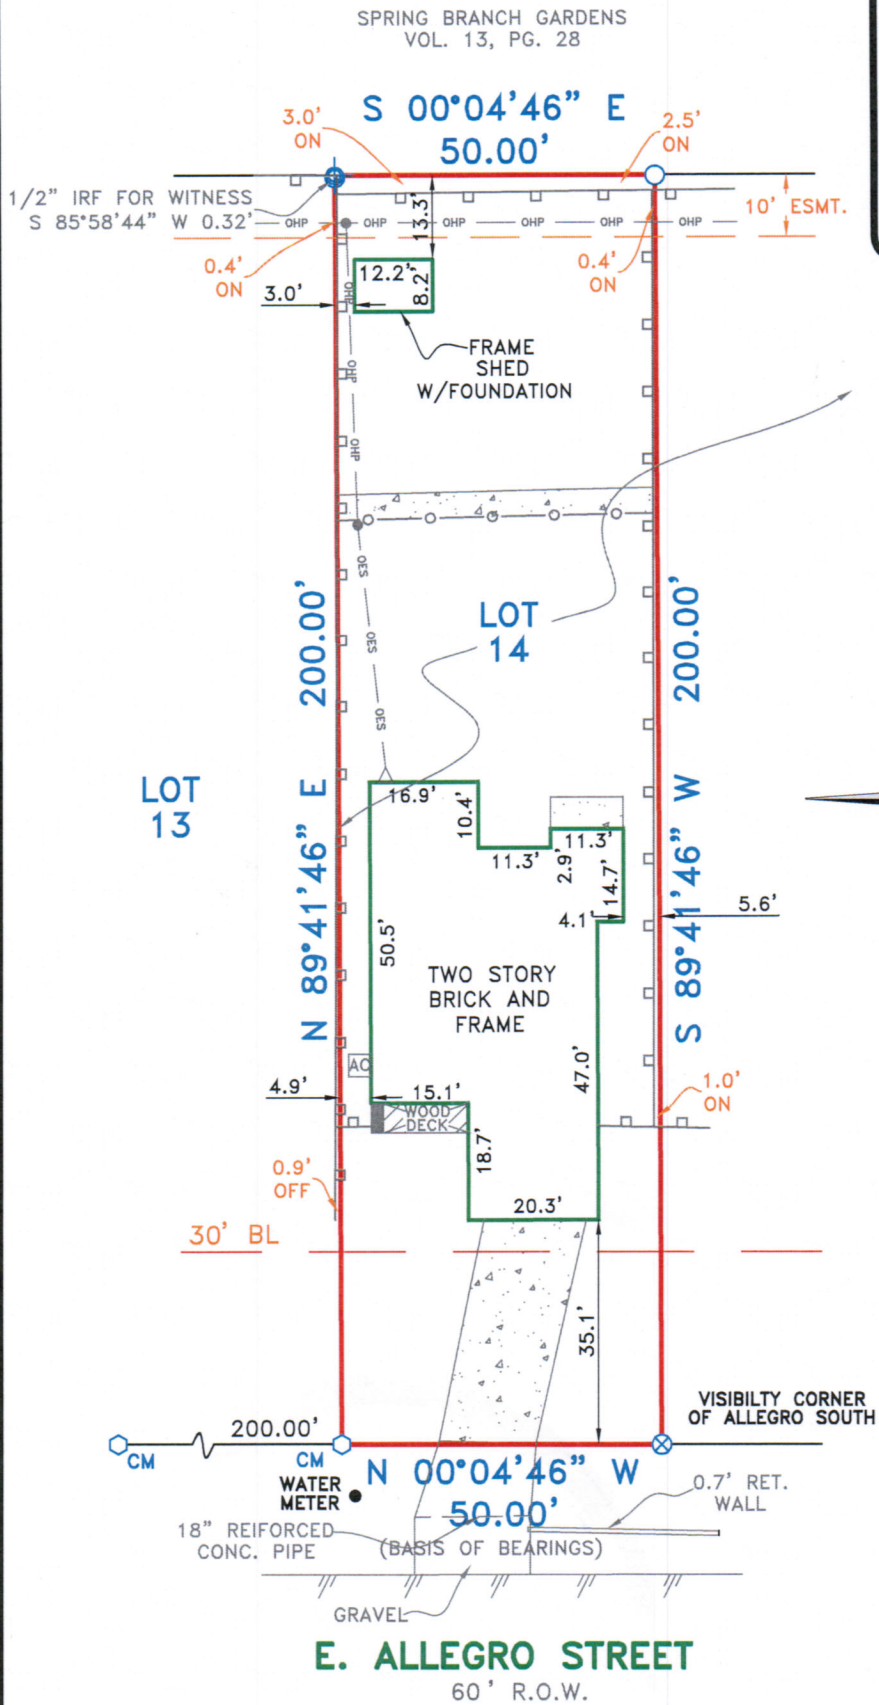 SPRING BRANCH GARDENS
VOL. 13, PG. 28
S 00°04'46" E
50.00'
3.0'
ON
2.5'
ON
1/2" IRF FOR WITNESS
S 85°58'44" W 0.32'
10' ESMT.
OHP OHP OHP OHP OHP OHP
13.3'
0.4'
ON
0.4'
ON
12.2'
8.2'
3.0'
OHP
OHP
OHP
FRAME
SHED
W/FOUNDATION
OES
OES
OES
LOT
14
N 89°41'46" E 200.00'
S 89°41'46" W 200.00'
LOT
13
16.9'
10.4'
11.3'
11.3'
2.9'
14.7'
4.1'
5.6'
50.5'
TWO STORY
BRICK AND
FRAME
47.0'
AC
4.9'
15.1'
WOOD
DECK
1.0'
ON
18.7'
0.9'
OFF
20.3'
30' BL
35.1'
VISIBILTY CORNER
OF ALLEGRO SOUTH
200.00'
CM
CM
N 00°04'46" W
50.00'
WATER
METER
0.7' RET.
WALL
18" REIFORCED
CONC. PIPE
(BASIS OF BEARINGS)
GRAVEL
E. ALLEGRO STREET
60' R.O.W.